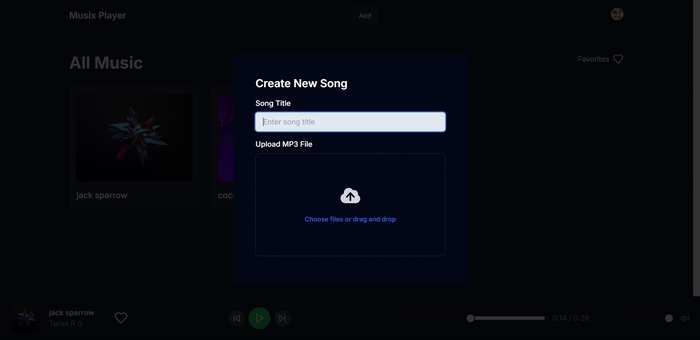 Musix Player
Add
All Music
Favorites
Create New Song
Song Title
Enter song title
Upload MP3 File
Choose files or drag and drop
jack sparrow
coc
jack sparrow
Tarun R G
0:14 / 0:28